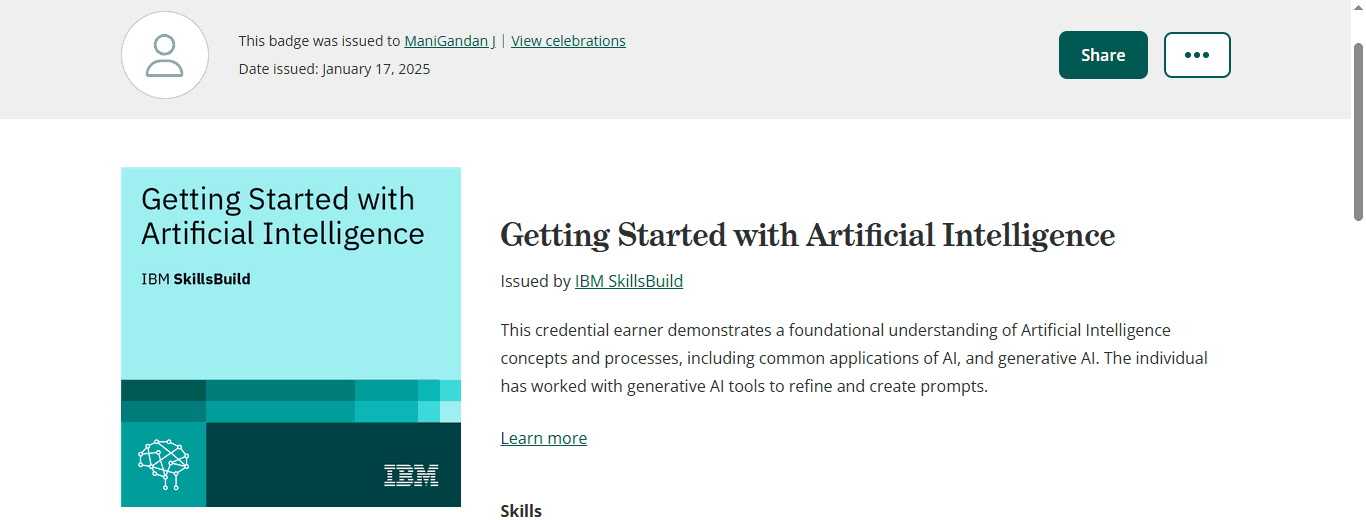 This badge was issued to ManiGandan J | View celebrations
Date issued: January 17, 2025
Share
•••
Getting Started with
Artificial Intelligence
IBM SkillsBuild
IBM
Getting Started with Artificial Intelligence
Issued by IBM SkillsBuild
This credential earner demonstrates a foundational understanding of Artificial Intelligence
concepts and processes, including common applications of AI, and generative AI. The individual
has worked with generative AI tools to refine and create prompts.
Learn more
Skills